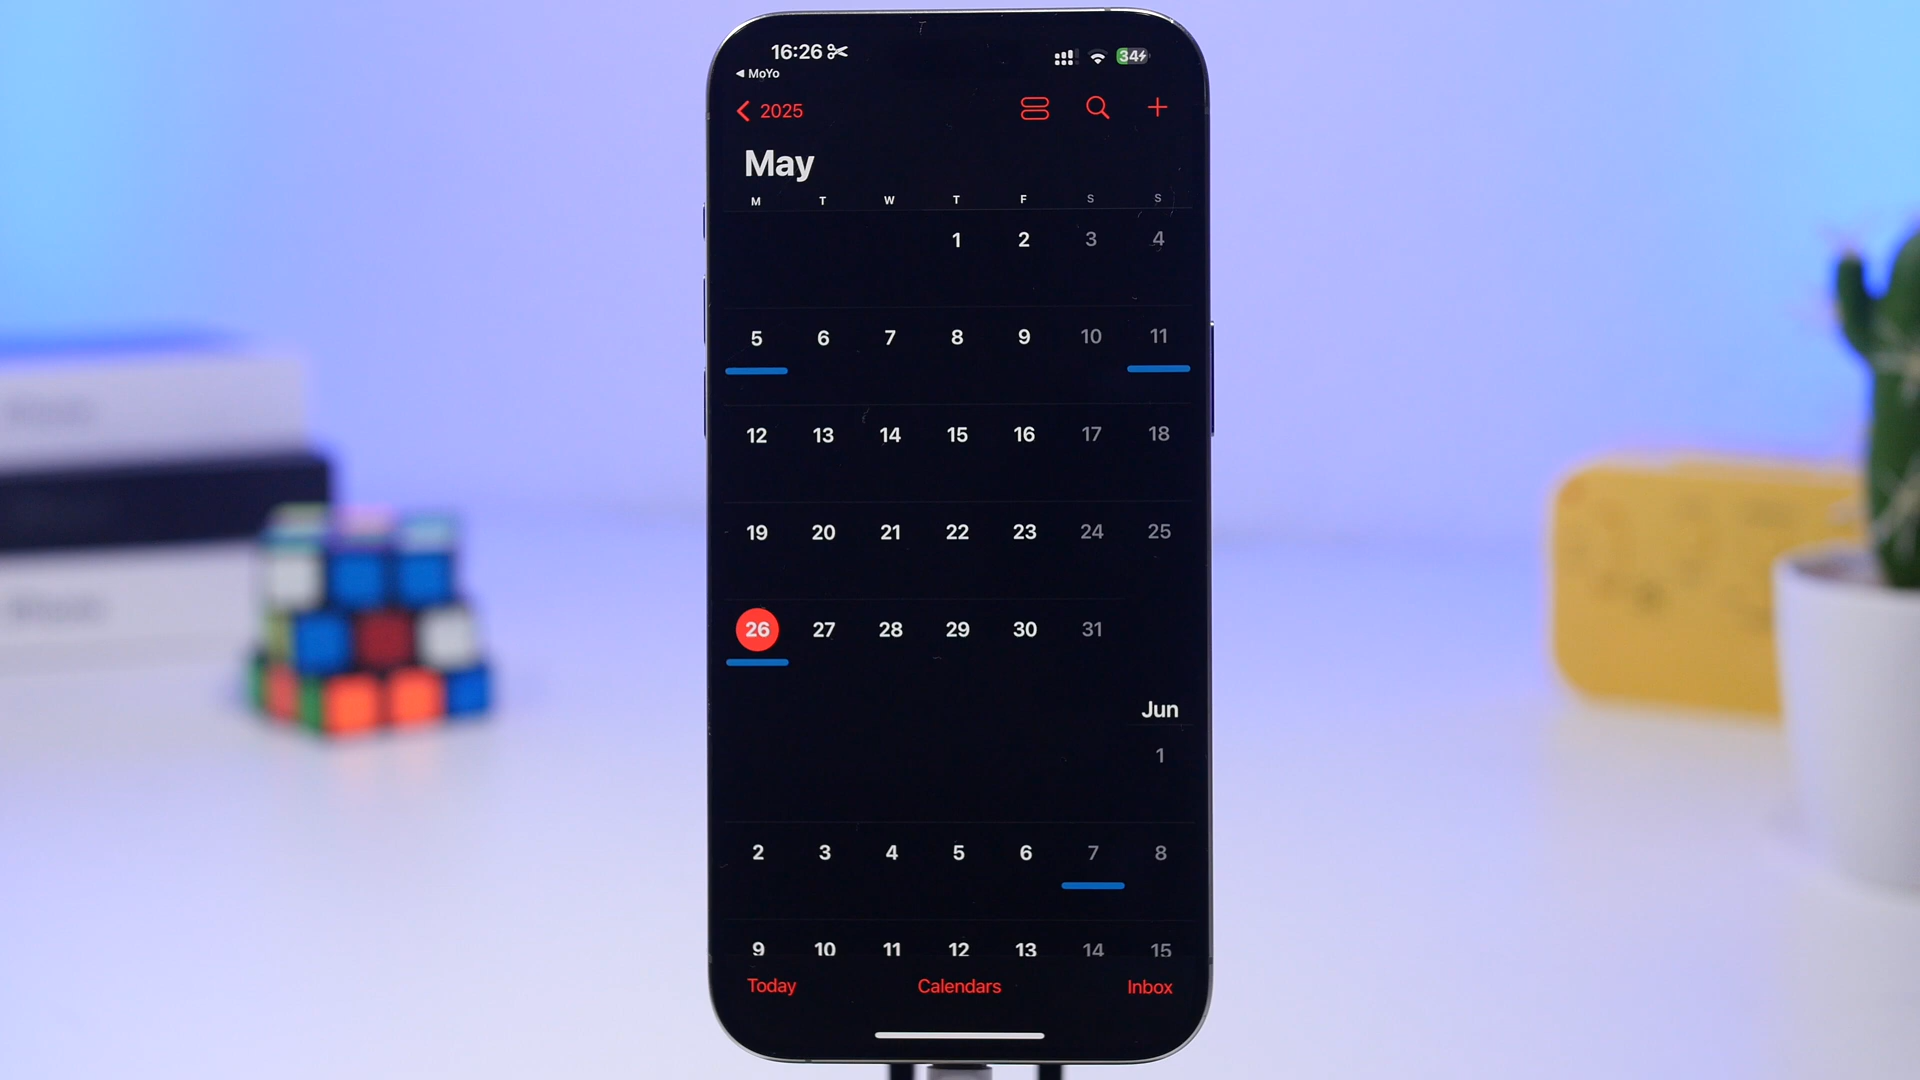 16:26
◀ MoYo
34
2025
May
M T W T F S S
1 2 3 4
5 6 7 8 9 10 11
12 13 14 15 16 17 18
19 20 21 22 23 24 25
26 27 28 29 30 31
Jun
1
2 3 4 5 6 7 8
9 10 11 12 13 14 15
Today Calendars Inbox